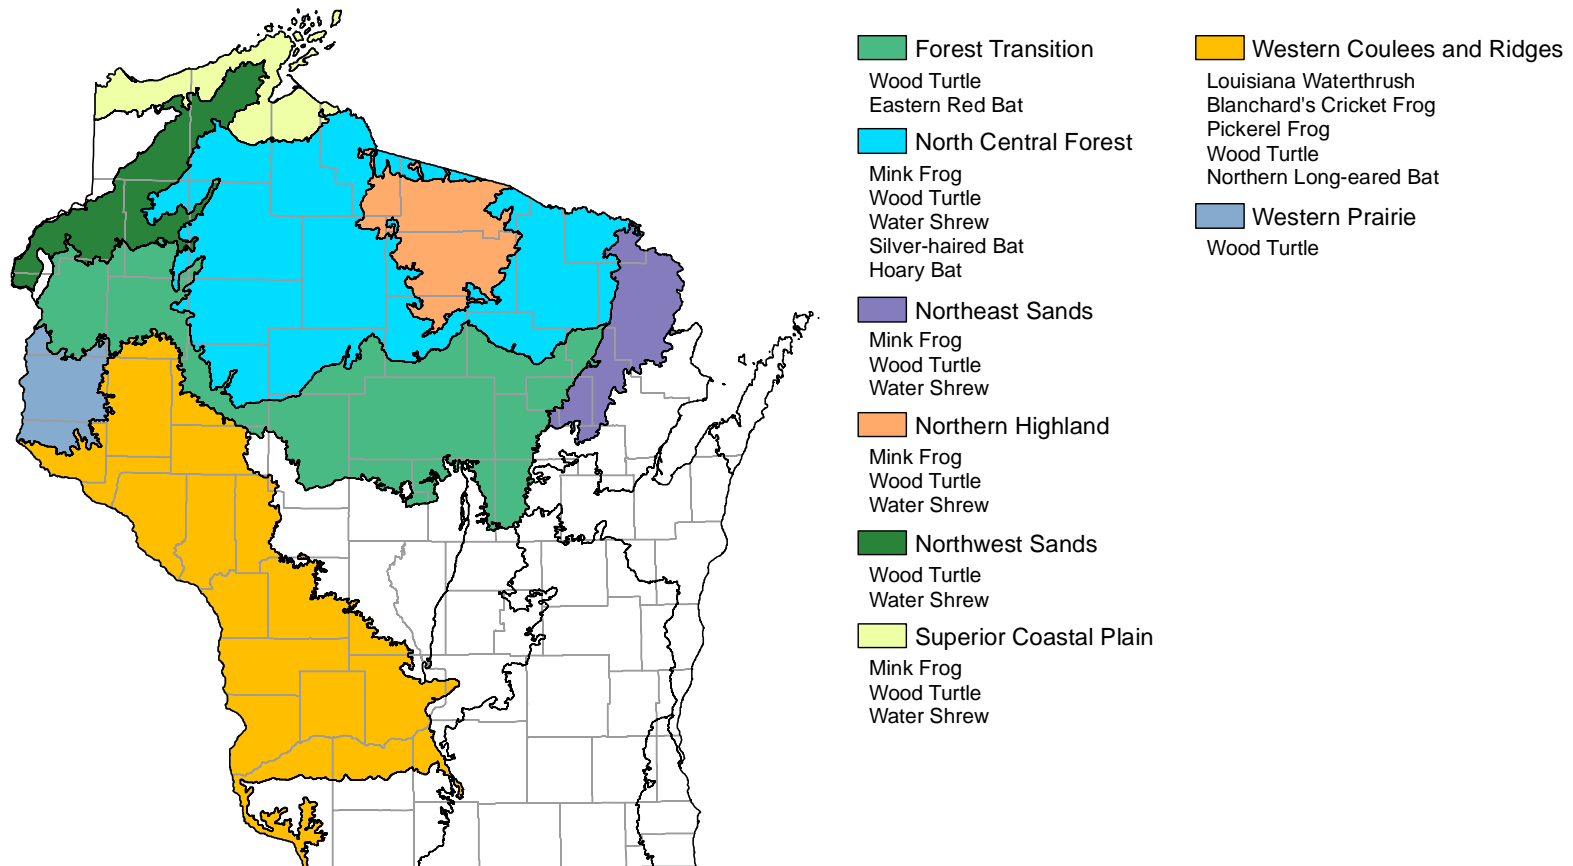 Forest Transition
Wood Turtle
Eastern Red Bat
North Central Forest
Mink Frog
Wood Turtle
Water Shrew
Silver-haired Bat
Hoary Bat
Northeast Sands
Mink Frog
Wood Turtle
Water Shrew
Northern Highland
Mink Frog
Wood Turtle
Water Shrew
Northwest Sands
Wood Turtle
Water Shrew
Superior Coastal Plain
Mink Frog
Wood Turtle
Water Shrew
Western Coulees and Ridges
Louisiana Waterthrush
Blanchard's Cricket Frog
Pickerel Frog
Wood Turtle
Northern Long-eared Bat
Western Prairie
Wood Turtle